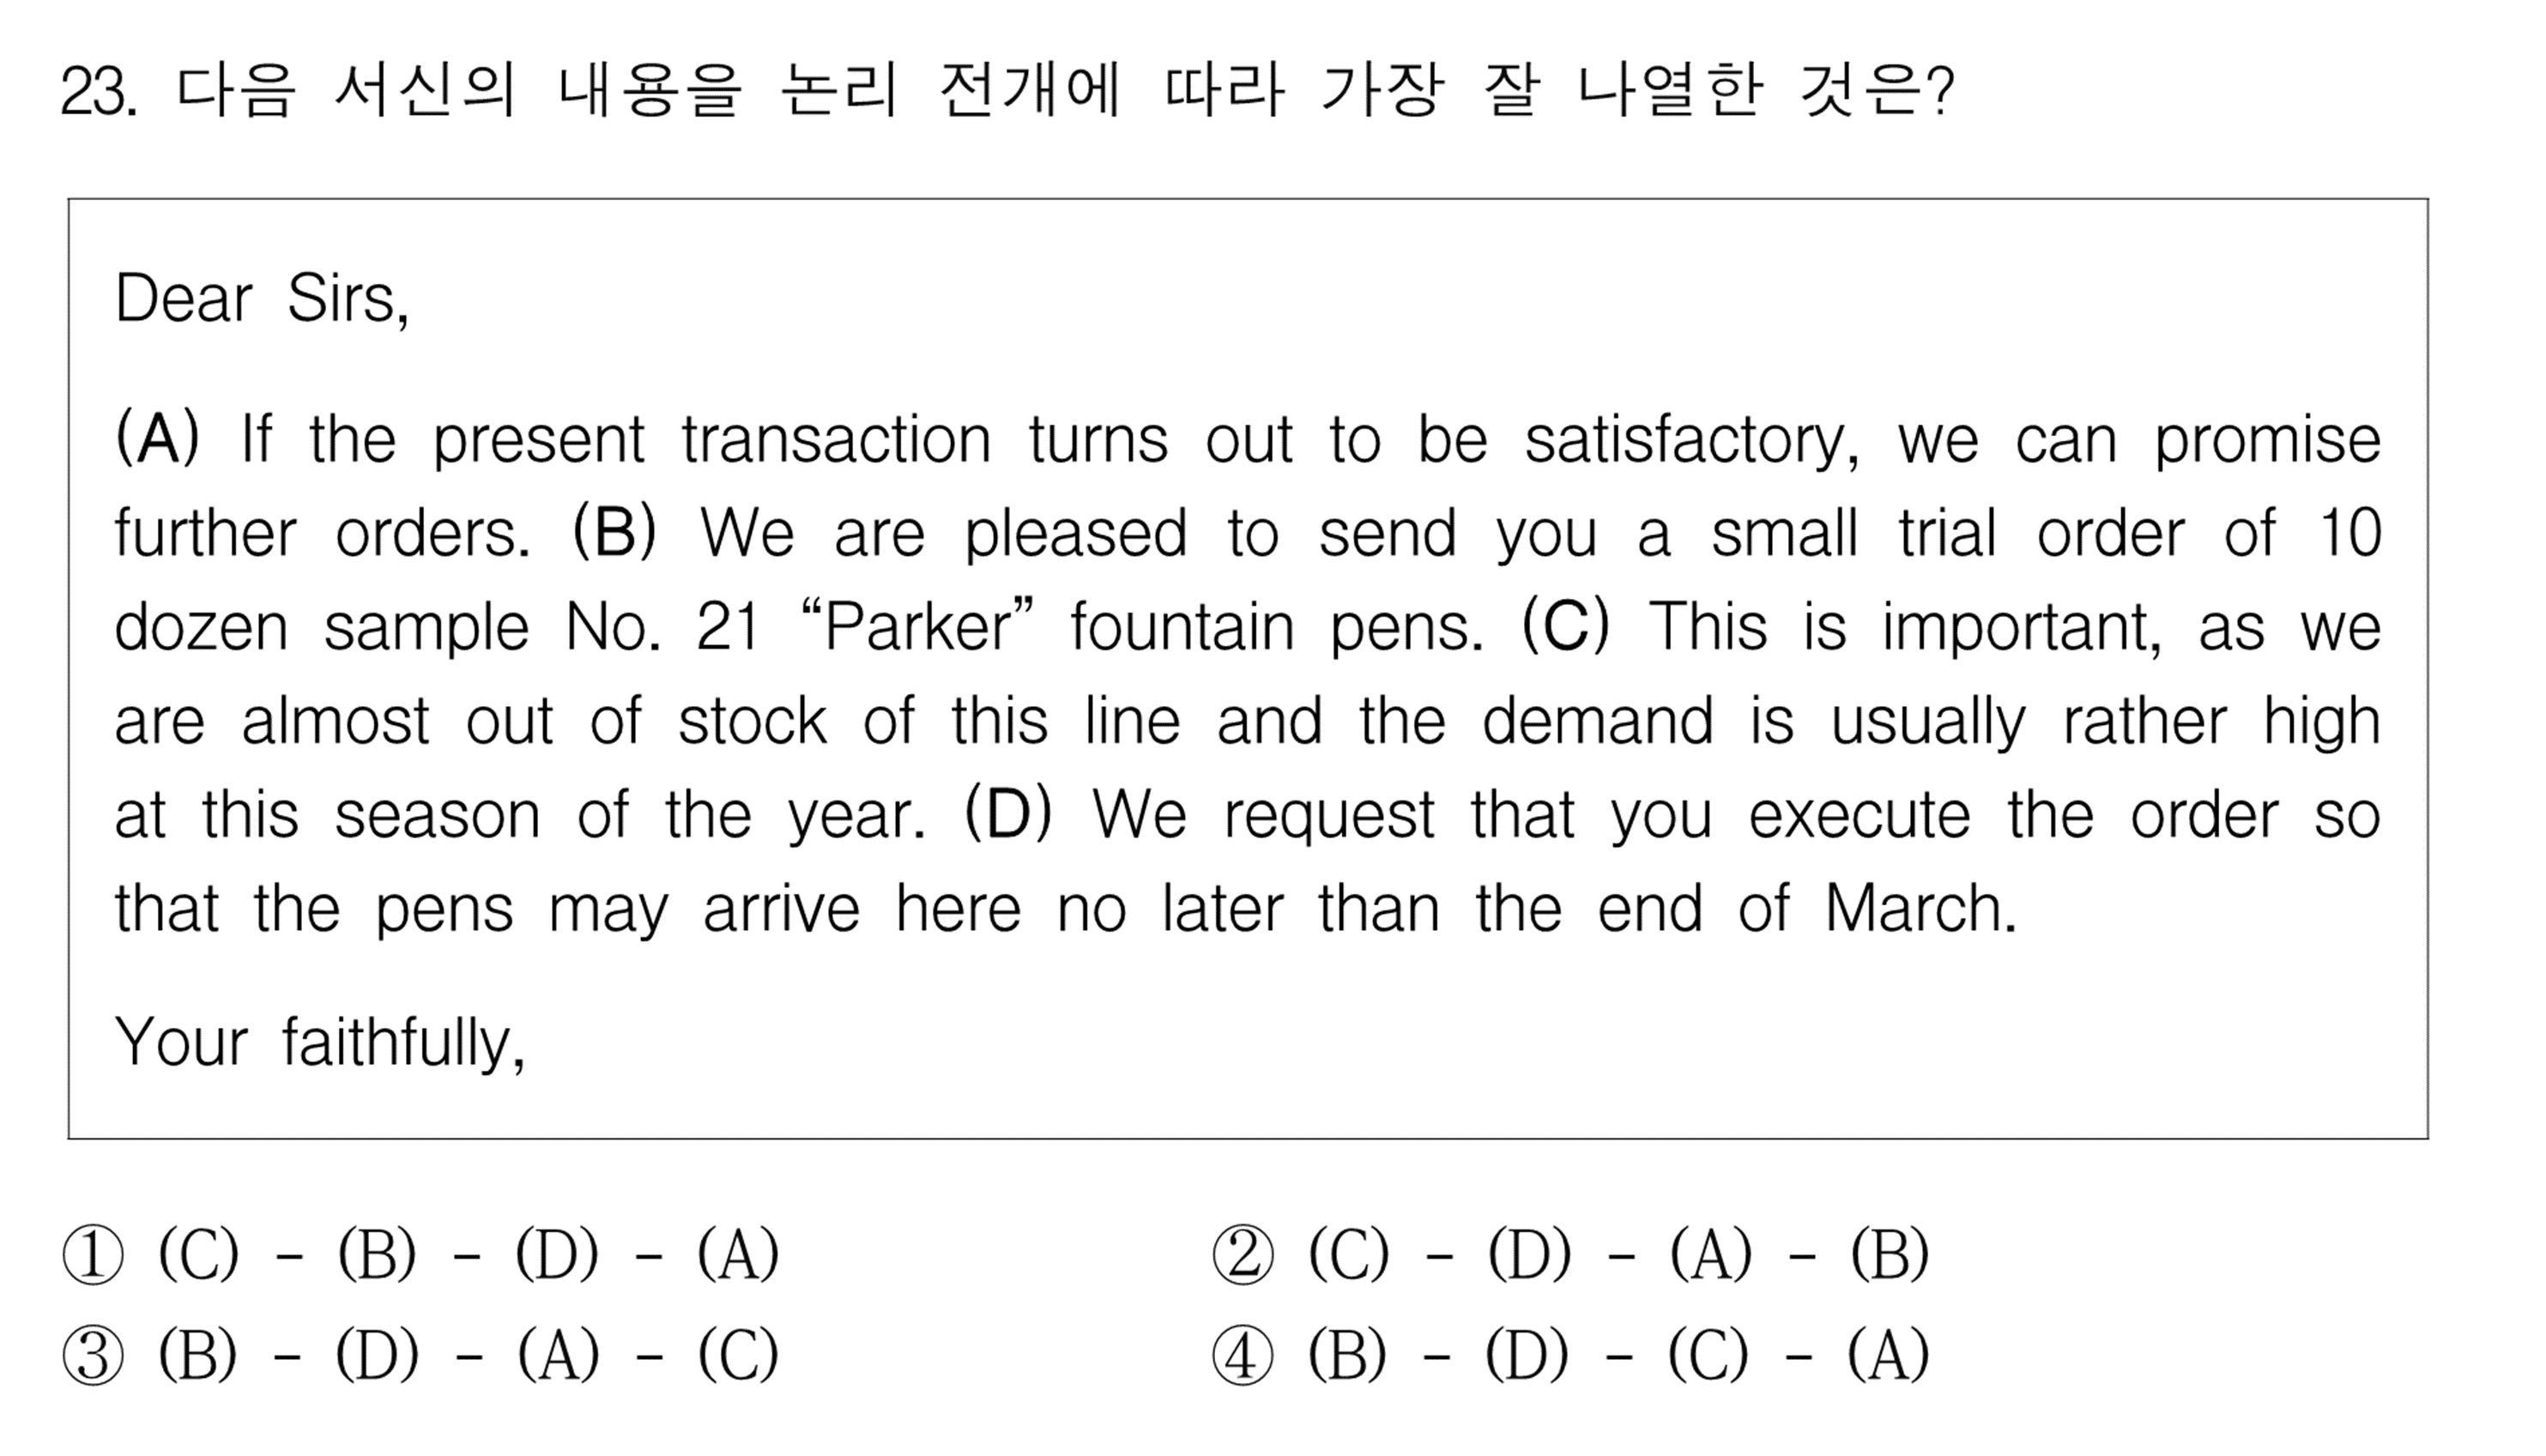 23. 다음 서신의 내용을 논리 전개에 따라 가장 잘 나열한 것은?
Dear Sirs,
(A) If the present transaction turns out to be satisfactory, we can promise
further orders. (B) We are pleased to send you a small trial order of 10
dozen sample No. 21 “Parker” fountain pens. (C) This is important, as we
are almost out of stock of this line and the demand is usually rather high
at this season of the year. (D) We request that you execute the order so
that the pens may arrive here no later than the end of March.
Your faithfully,
① (C) - (B) - (D) - (A) ② (C) - (D) - (A) - (B)
③ (B) - (D) - (A) - (C) ④ (B) - (D) - (C) - (A)